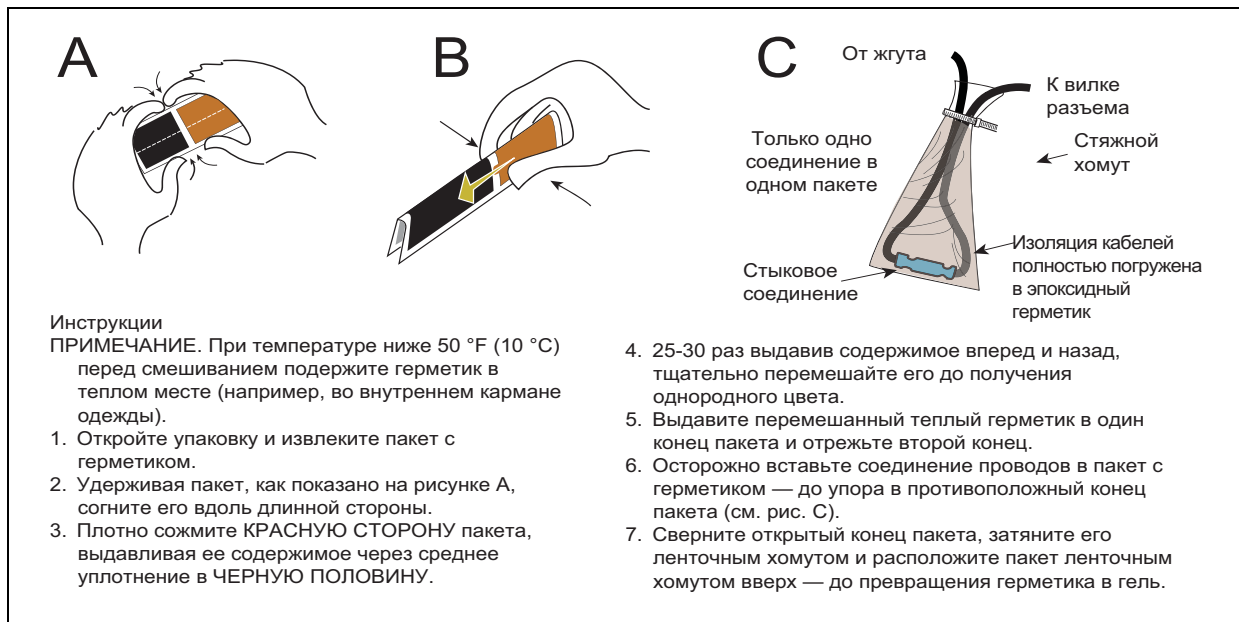 A
B
C
От жгута
К вилке
разъема
Только одно
соединение в
одном пакете
Стяжной
хомут
Стыковое
соединение
Изоляция кабелей
полностью погружена
в эпоксидный
герметик
Инструкции
ПРИМЕЧАНИЕ. При температуре ниже 50 °F (10 °C)
перед смешиванием подержите герметик в
теплом месте (например, во внутреннем кармане
одежды).
1. Откройте упаковку и извлеките пакет с
герметиком.
2. Удерживая пакет, как показано на рисунке A,
согните его вдоль длинной стороны.
3. Плотно сожмите КРАСНУЮ СТОРОНУ пакета,
выдавливая ее содержимое через среднее
уплотнение в ЧЕРНУЮ ПОЛОВИНУ.
4. 25-30 раз выдавив содержимое вперед и назад,
тщательно перемешайте его до получения
однородного цвета.
5. Выдавите перемешанный теплый герметик в один
конец пакета и отрежьте второй конец.
6. Осторожно вставьте соединение проводов в пакет с
герметиком — до упора в противоположный конец
пакета (см. рис. C).
7. Сверните открытый конец пакета, затяните его
ленточным хомутом и расположите пакет ленточным
хомутом вверх — до превращения герметика в гель.